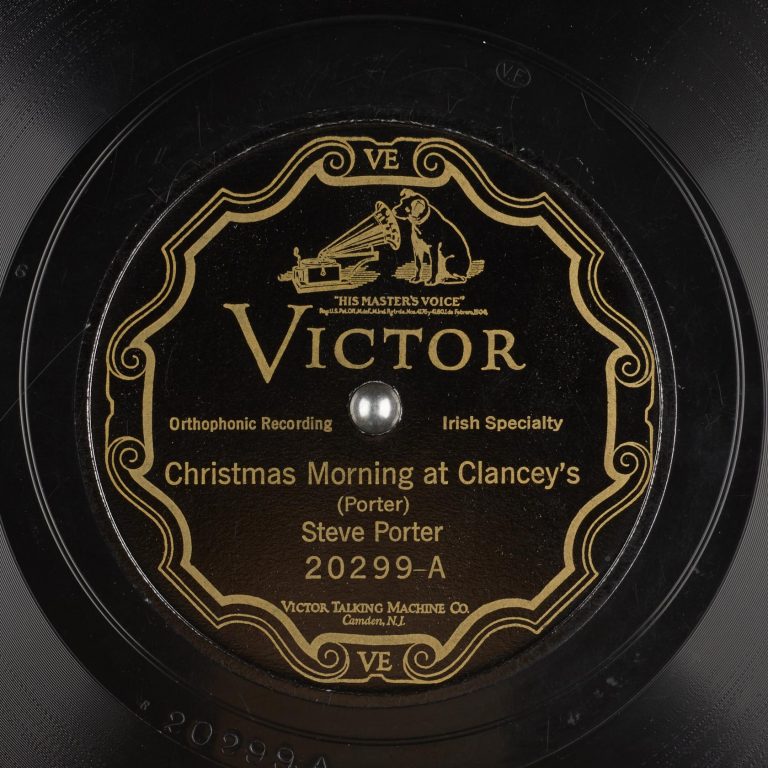 V.E
VE
"HIS MASTER'S VOICE"
VICTOR
Orthophonic Recording
Irish Specialty
Christmas Morning at Clancey's
(Porter)
Steve Porter
20299-A
VICTOR TALKING MACHINE CO.
Camden, N.J.
VE
20299-A